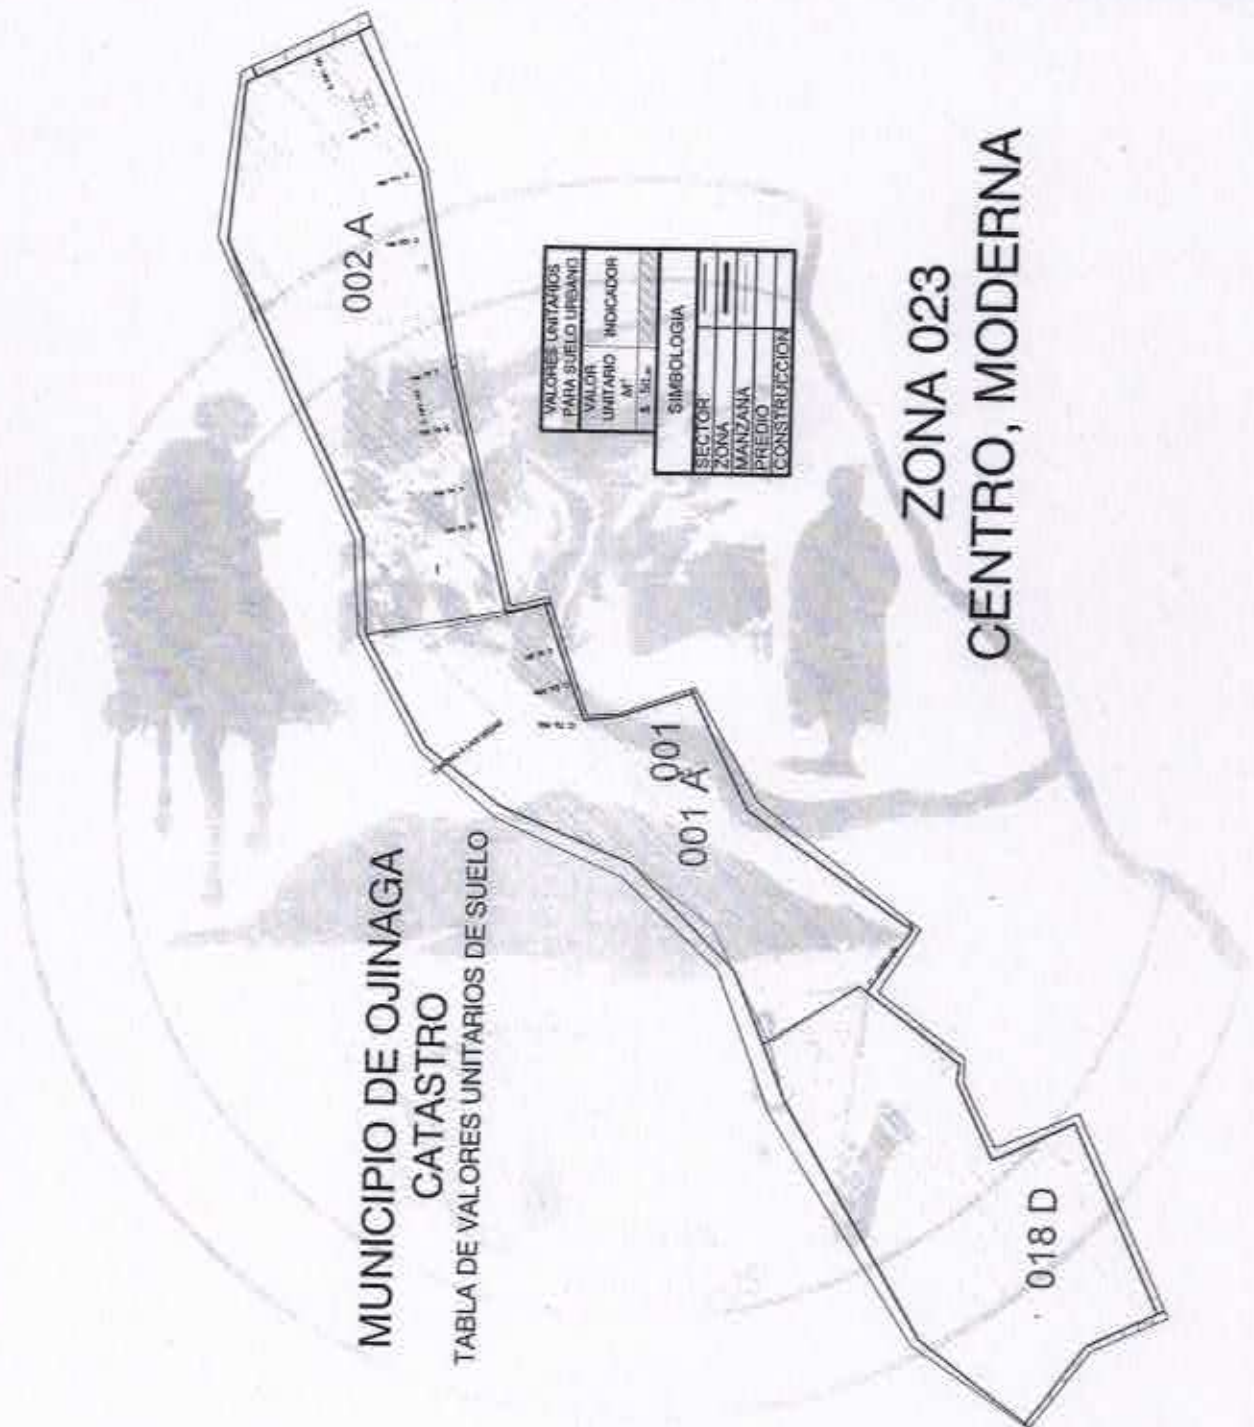 MUNICIPIO DE OJINAGA
CATASTRO
TABLA DE VALORES UNITARIOS DE SUELO
002 A
001
001 A
018 D
VALORES UNITARIOS
PARA SUELO URBANO
VALOR
UNITARIO
M²
INDICADOR
$
SIMBOLOGIA
SECTOR
ZONA
MANZANA
PREDIO
CONSTRUCCION
ZONA 023
CENTRO, MODERNA